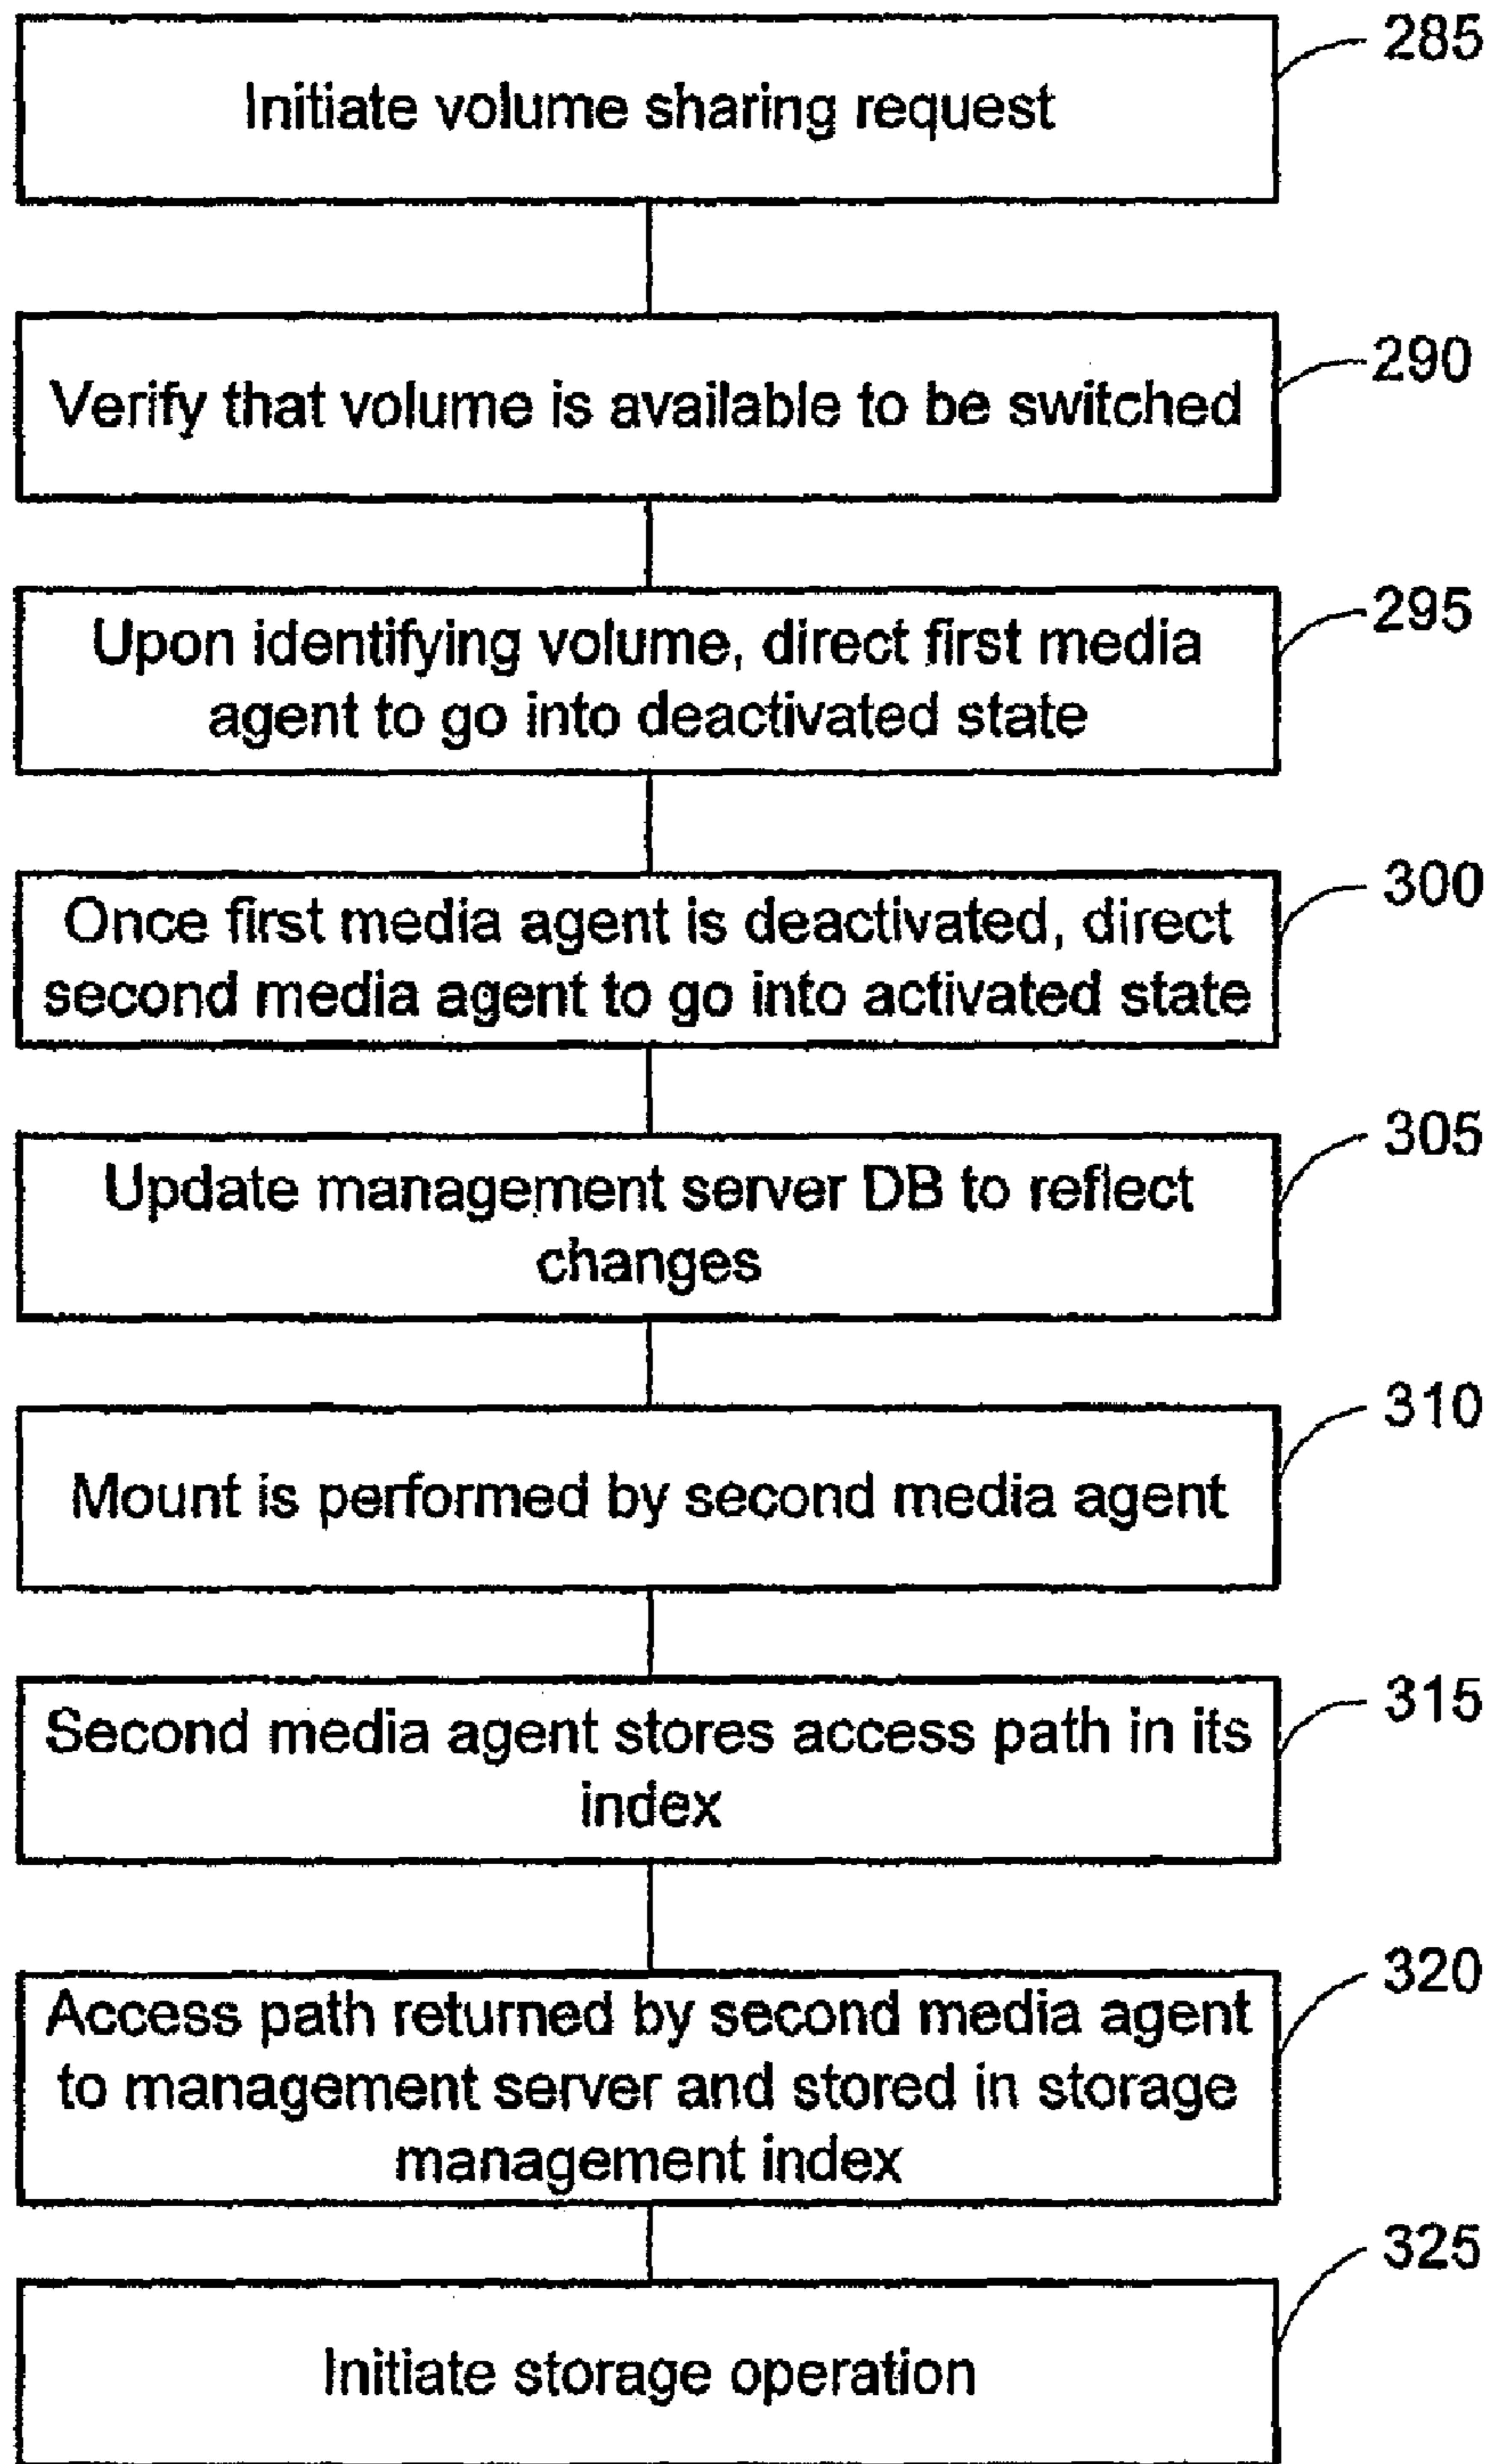 285
Initiate volume sharing request
290
Verify that volume is available to be switched
295
Upon identifying volume, direct first media
agent to go into deactivated state
300
Once first media agent is deactivated, direct
second media agent to go into activated state
305
Update management server DB to reflect
changes
310
Mount is performed by second media agent
315
Second media agent stores access path in its
index
320
Access path returned by second media agent
to management server and stored in storage
management index
325
Initiate storage operation